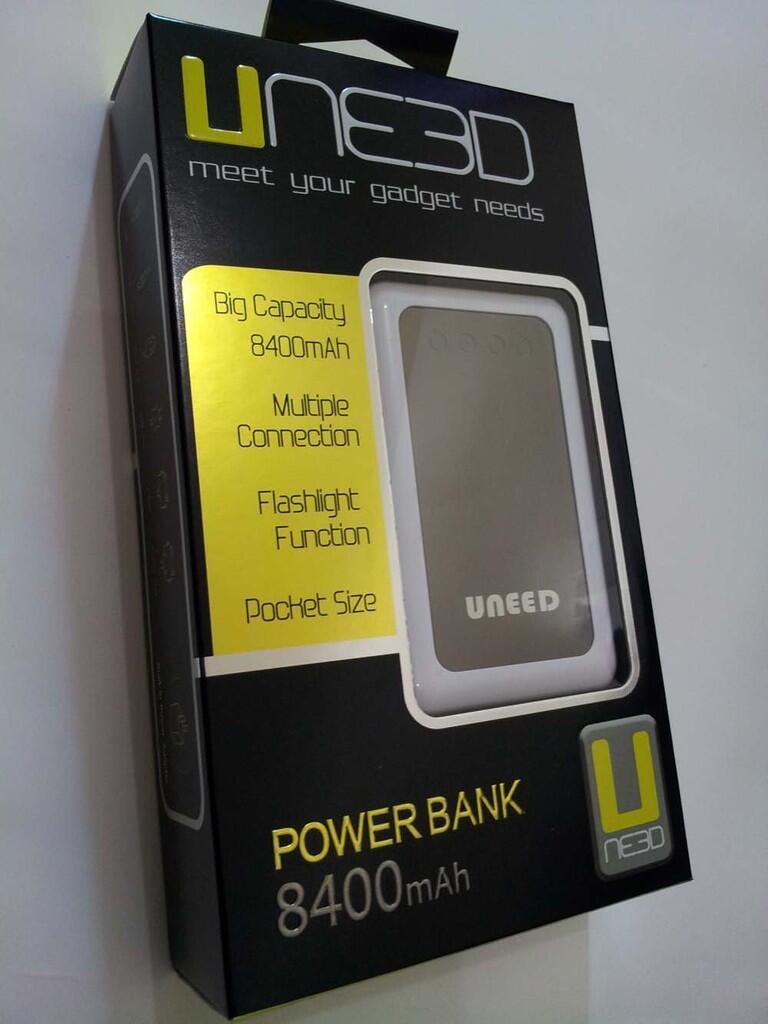 UNE3D
meet your gadget needs
Big Capacity
8400mAh
Multiple
Connection
Flashlight
Function
Pocket Size
UNEED
POWER BANK
8400mAh
U
NE3D